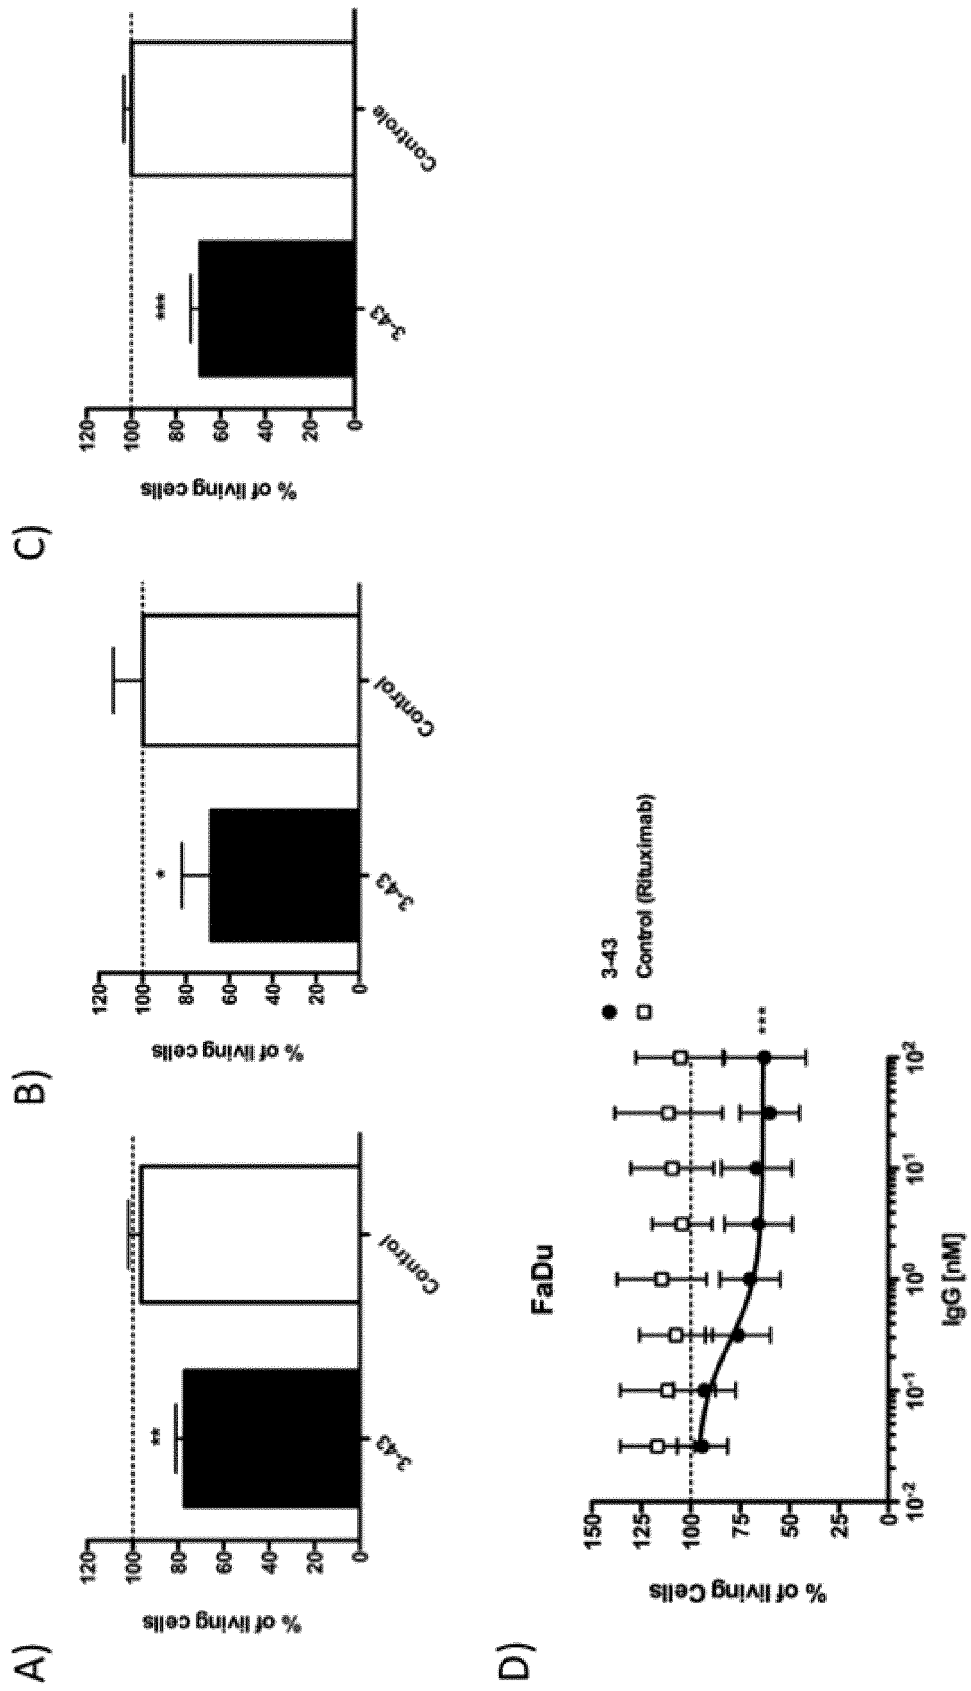 A)
% of living cells
120
100
80
60
40
20
0
**
3-43
Control
B)
% of living cells
120
100
80
60
40
20
0
*
3-43
Control
C)
% of living cells
120
100
80
60
40
20
0
***
3-43
Controle
D)
FaDu
% of living Cells
150
125
100
75
50
25
0
10-2
10-1
100
101
102
IgG [nM]
***
3-43
Control (Rituximab)